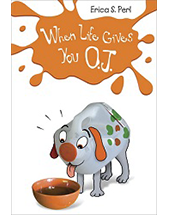 Erica S. Perl
When Life Gives
You O.J.